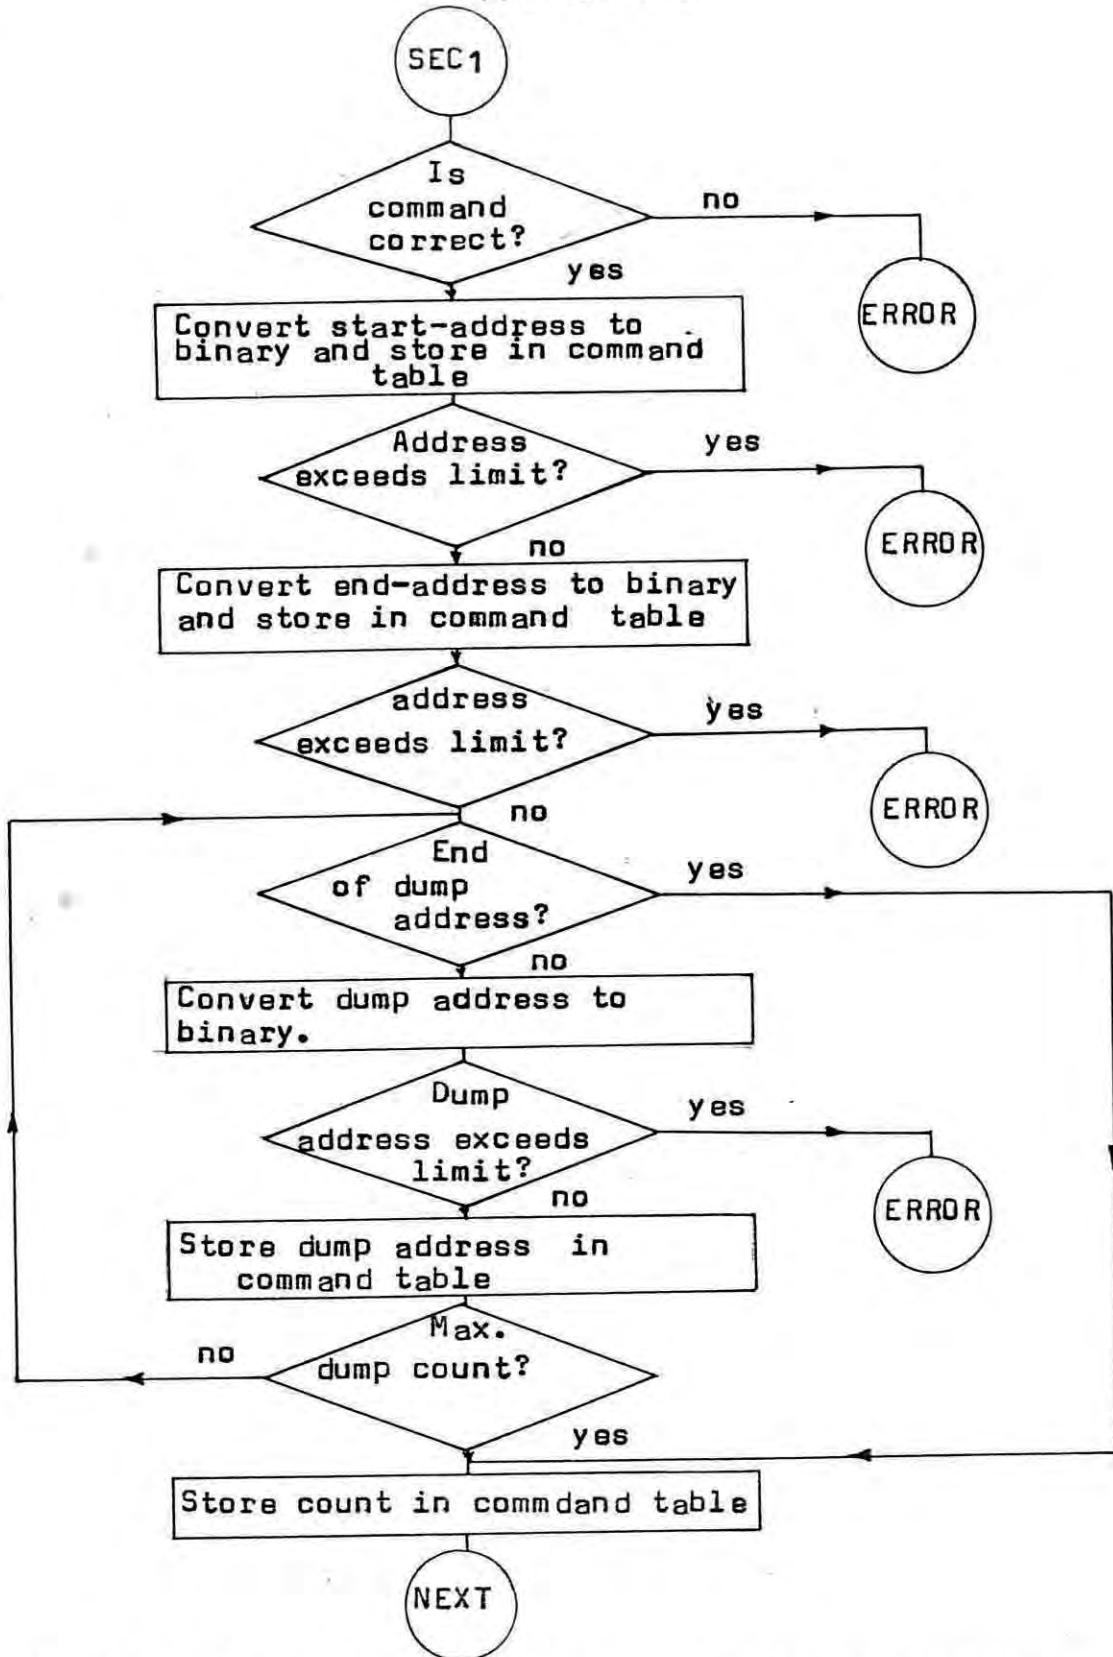 SEC1
Is
command
correct?
no
yes
ERROR
Convert start-address to
binary and store in command
table
Address
exceeds limit?
yes
no
ERROR
Convert end-address to binary
and store in command table
address
exceeds limit?
yes
no
ERROR
End
of dump
address?
yes
no
Convert dump address to
binary.
Dump
address exceeds
limit?
yes
no
ERROR
Store dump address in
command table
Max.
dump count?
no
yes
Store count in commdand table
NEXT